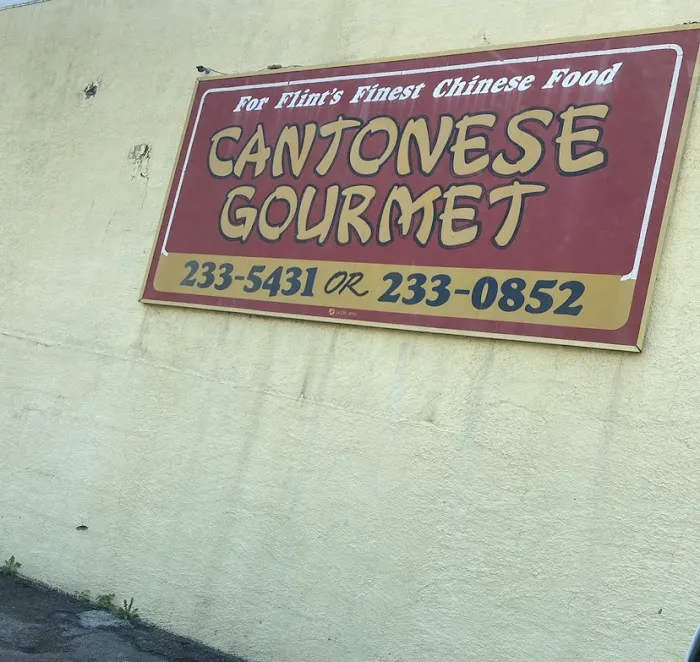 For Flint's Finest Chinese Food
CANTONESE
GOURMET
233-5431 OR 233-0852